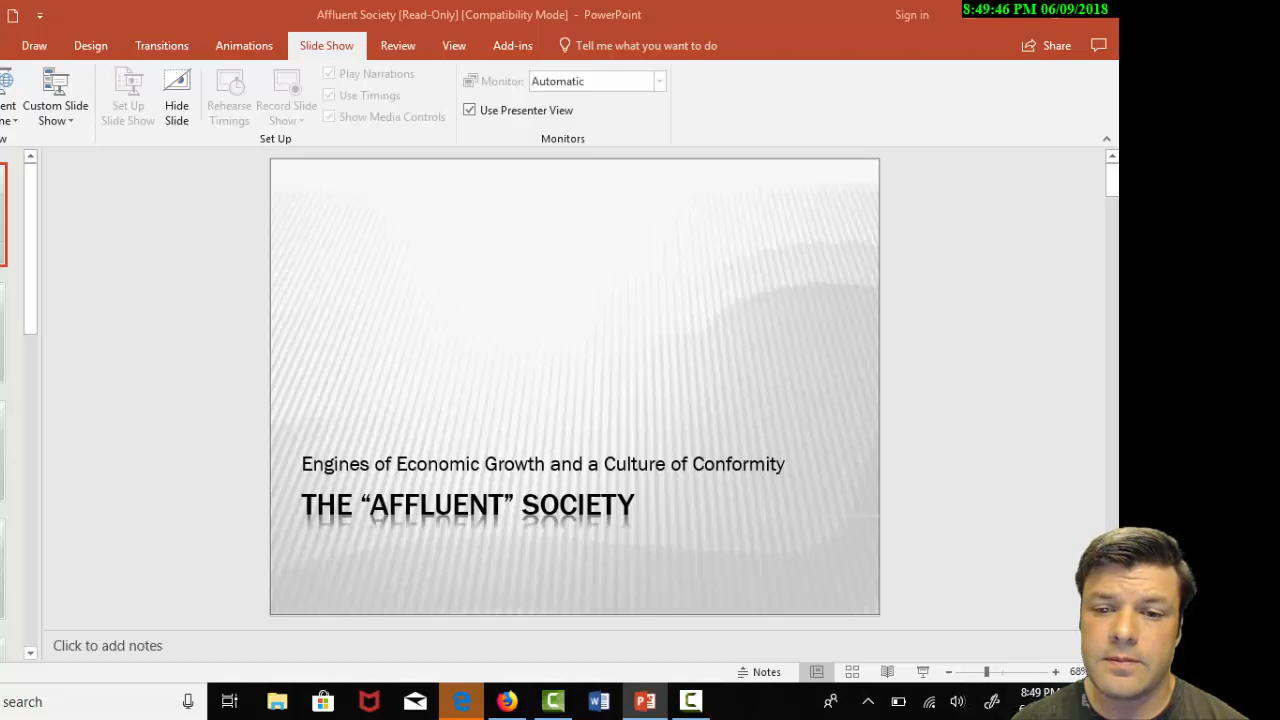 8:49:46 PM 06/09/2018
Affluent Society [Read-Only] [Compatibility Mode] - PowerPoint
Sign in
Draw Design Transitions Animations Slide Show Review View Add-ins Tell me what you want to do Share
Play Narrations
Monitor: Automatic
Custom Slide Show
Set Up Slide Show
Hide Slide
Rehearse Timings
Record Slide Show
Use Timings
Use Presenter View
Show Media Controls
Set Up
Monitors
Engines of Economic Growth and a Culture of Conformity
THE “AFFLUENT” SOCIETY
Click to add notes
Notes
68%
search
8:49 PM